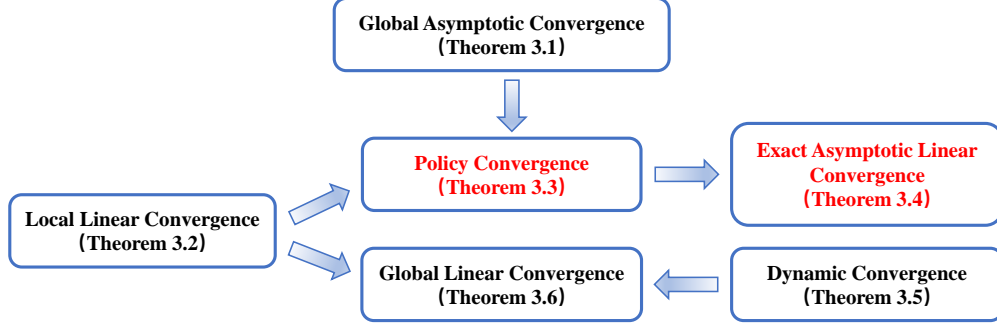 Global Asymptotic Convergence
(Theorem 3.1)
Policy Convergence
(Theorem 3.3)
Exact Asymptotic Linear
Convergence
(Theorem 3.4)
Local Linear Convergence
(Theorem 3.2)
Global Linear Convergence
(Theorem 3.6)
Dynamic Convergence
(Theorem 3.5)